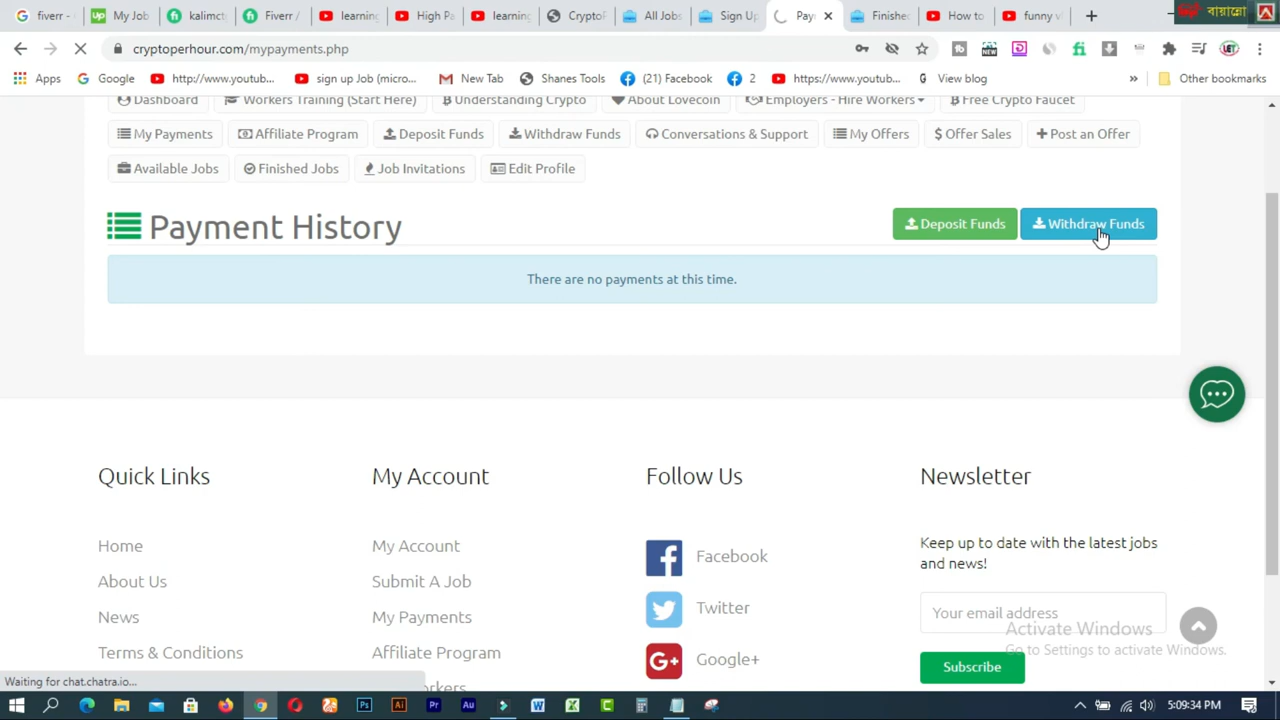 fiverr -
My Job
kalimct
Fiverr /
learning
High Pa
learnin
CryptoP
All Jobs
Sign Up
Payr
Finished
How to
funny v
বায়ান্নো
cryptoperhour.com/mypayments.php
Apps
Google
http://www.youtub...
sign up Job (micro...
New Tab
Shanes Tools
(21) Facebook
2
https://www.youtub...
View blog
»
Other bookmarks
Dashboard
Workers Training (Start Here)
Understanding Crypto
About Lovecoin
Employers - Hire Workers
Free Crypto Faucet
My Payments
Affiliate Program
Deposit Funds
Withdraw Funds
Conversations & Support
My Offers
$ Offer Sales
+ Post an Offer
Available Jobs
Finished Jobs
Job Invitations
Edit Profile
Payment History
Deposit Funds
Withdraw Funds
There are no payments at this time.
Quick Links
Home
About Us
News
Terms & Conditions
My Account
My Account
Submit A Job
My Payments
Affiliate Program
Follow Us
Facebook
Twitter
Google+
Newsletter
Keep up to date with the latest jobs
and news!
Your email address
Subscribe
Activate Windows
Go to Settings to activate Windows.
Waiting for chat.chatra.io...
5:09:34 PM